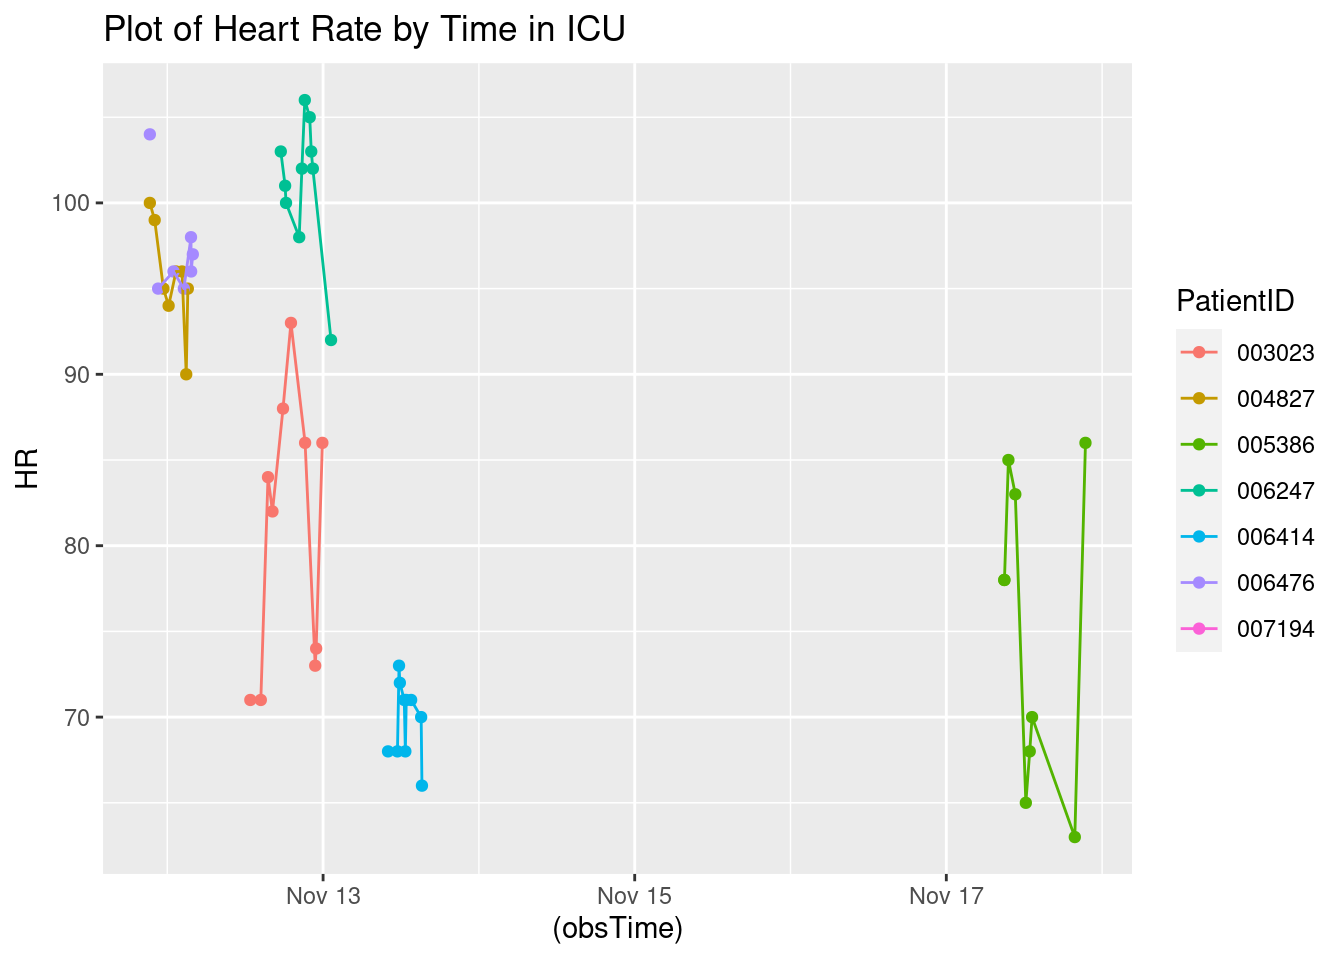 Plot of Heart Rate by Time in ICU
HR
100
90
80
70
Nov 13
Nov 15
Nov 17
(obsTime)
PatientID
003023
004827
005386
006247
006414
006476
007194